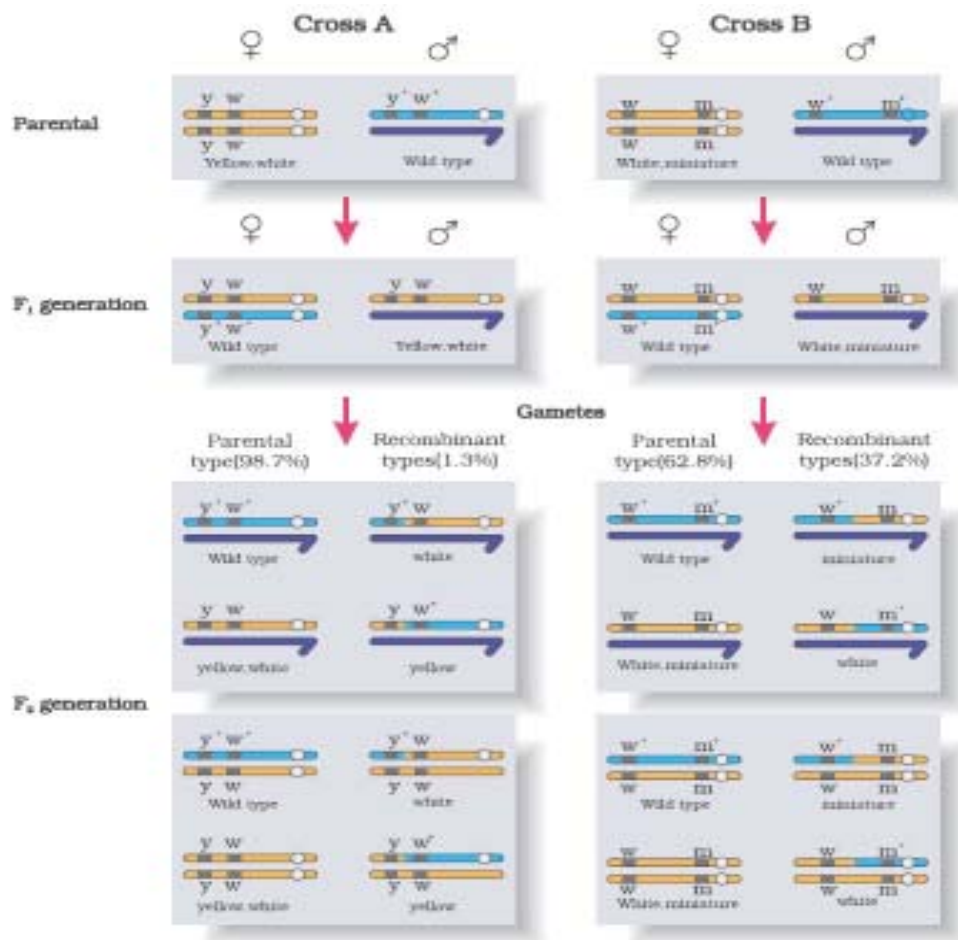 Cross A Cross B
♀ ♂ ♀ ♂
Parental
y w y⁺ w⁺ w m w⁺ m⁺
y w w m
Yellow.white Wild type White.miniature Wild type
♀ ♂ ♀ ♂
F₁ generation
y w y w w m w m
y⁺ w⁺ w⁺ m⁺
Wild type Yellow.white Wild type White.miniature
Gametes
Parental Recombinant Parental Recombinant
type(98.7%) types(1.3%) type(62.8%) types(37.2%)
y⁺ w⁺ y⁺ w w⁺ m⁺ w⁺ m
Wild type white Wild type miniature
y w y w⁺ w m w m⁺
yellow.white yellow White.miniature white
F₂ generation
y⁺ w⁺ y⁺ w w⁺ m⁺ w⁺ m
y w y w w m w m
Wild type white Wild type miniature
y w y w⁺ w m w m⁺
y w y w w m w m
yellow.white yellow White.miniature white